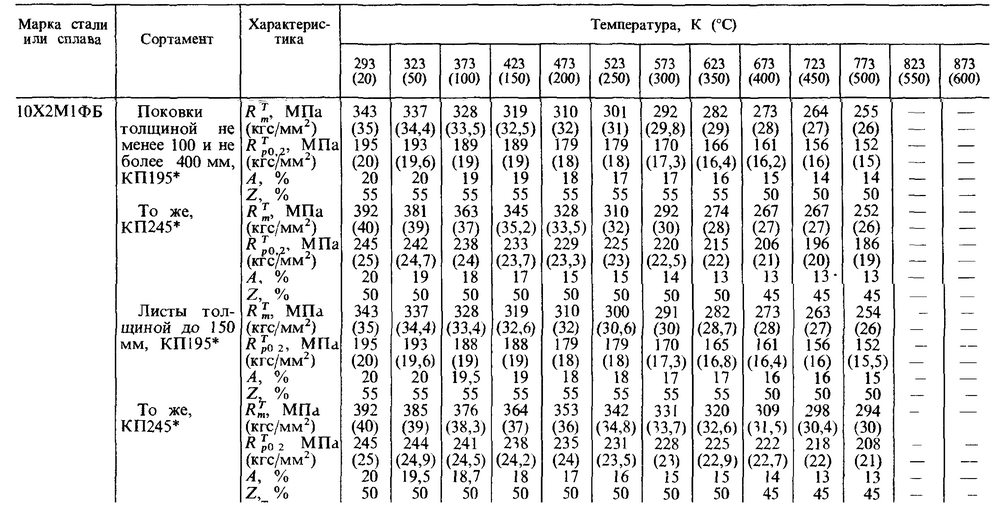 Марка стали или сплава | Сортамент | Характерис-тика | Температура, К (°С)
293 (20) | 323 (50) | 373 (100) | 423 (150) | 473 (200) | 523 (250) | 573 (300) | 623 (350) | 673 (400) | 723 (450) | 773 (500) | 823 (550) | 873 (600)
10Х2М1ФБ | Поковки | R_m^T, МПа | 343 | 337 | 328 | 319 | 310 | 301 | 292 | 282 | 273 | 264 | 255 | — | —
толщиной не | (кгс/мм²) | (35) | (34,4) | (33,5) | (32,5) | (32) | (31) | (29,8) | (29) | (28) | (27) | (26) | — | —
менее 100 и не | R_p0,2^T, МПа | 195 | 193 | 189 | 189 | 179 | 179 | 170 | 166 | 161 | 156 | 152 | — | —
более 400 мм, | (кгс/мм²) | (20) | (19,6) | (19) | (19) | (18) | (18) | (17,3) | (16,4) | (16,2) | (16) | (15) | — | —
КП195* | A, % | 20 | 20 | 19 | 19 | 18 | 17 | 17 | 16 | 15 | 14 | 14 | — | —
Z, % | 55 | 55 | 55 | 55 | 55 | 55 | 55 | 55 | 50 | 50 | 50 | — | —
То же, | R_m^T, МПа | 392 | 381 | 363 | 345 | 328 | 310 | 292 | 274 | 267 | 267 | 252 | — | —
КП245* | (кгс/мм²) | (40) | (39) | (37) | (35,2) | (33,5) | (32) | (30) | (28) | (27) | (27) | (26) | — | —
R_p0,2^T, МПа | 245 | 242 | 238 | 233 | 229 | 225 | 220 | 215 | 206 | 196 | 186 | — | —
(кгс/мм²) | (25) | (24,7) | (24) | (23,7) | (23,3) | (23) | (22,5) | (22) | (21) | (20) | (19) | — | —
A, % | 20 | 19 | 18 | 17 | 15 | 15 | 14 | 13 | 13 | 13 | 13 | — | —
Z, % | 50 | 50 | 50 | 50 | 50 | 50 | 50 | 50 | 45 | 45 | 45 | — | —
Листы тол- | R_m^T, МПа | 343 | 337 | 328 | 319 | 310 | 300 | 291 | 282 | 273 | 263 | 254 | — | —
щиной до 150 | (кгс/мм²) | (35) | (34,4) | (33,4) | (32,6) | (32) | (30,6) | (30) | (28,7) | (28) | (27) | (26) | — | —
мм, КП195* | R_p0 2^T, МПа | 195 | 193 | 188 | 188 | 179 | 179 | 170 | 165 | 161 | 156 | 152 | — | —
(кгс/мм²) | (20) | (19,6) | (19) | (19) | (18) | (18) | (17,3) | (16,8) | (16,4) | (16) | (15,5) | — | —
A, % | 20 | 20 | 19,5 | 19 | 18 | 18 | 17 | 17 | 16 | 16 | 15 | — | —
Z, % | 55 | 55 | 55 | 55 | 55 | 55 | 55 | 50 | 50 | 50 | 50 | – | —
То же, | R_m^T, МПа | 392 | 385 | 376 | 364 | 353 | 342 | 331 | 320 | 309 | 298 | 294 | – | —
КП245* | (кгс/мм²) | (40) | (39) | (38,3) | (37) | (36) | (34,8) | (33,7) | (32,6) | (31,5) | (30,4) | (30)
R_p0 2^T МПа | 245 | 244 | 241 | 238 | 235 | 231 | 228 | 225 | 222 | 218 | 208 | — | —
(кгс/мм²) | (25) | (24,9) | (24,5) | (24,2) | (24) | (23,5) | (23) | (22,9) | (22,7) | (22) | (21) | — | —
A, % | 20 | 19,5 | 18,7 | 18 | 17 | 16 | 15 | 15 | 14 | 13 | 13 | — | —
Z, % | 50 | 50 | 50 | 50 | 50 | 50 | 50 | 50 | 45 | 45 | 45 | – | —